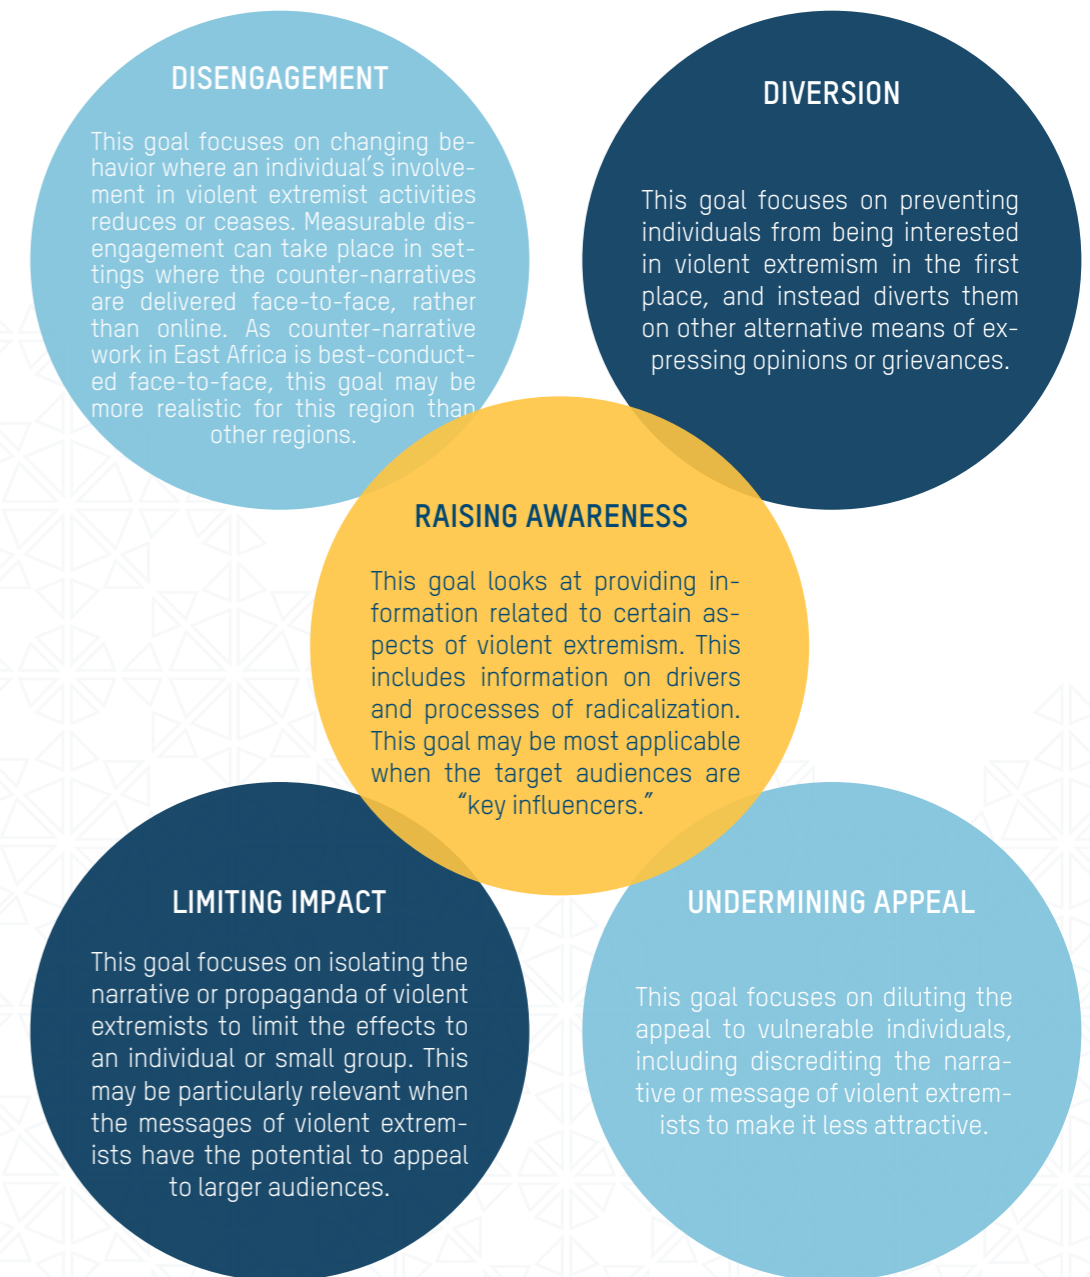 DISENGAGEMENT
This goal focuses on changing be-
havior where an individual's involve-
ment in violent extremist activities
reduces or ceases. Measurable dis-
engagement can take place in set-
tings where the counter-narratives
are delivered face-to-face, rather
than online. As counter-narrative
work in East Africa is best-conduct-
ed face-to-face, this goal may be
more realistic for this region than
other regions.
DIVERSION
This goal focuses on preventing
individuals from being interested
in violent extremism in the first
place, and instead diverts them
on other alternative means of ex-
pressing opinions or grievances.
RAISING AWARENESS
This goal looks at providing in-
formation related to certain as-
pects of violent extremism. This
includes information on drivers
and processes of radicalization.
This goal may be most applicable
when the target audiences are
“key influencers.”
LIMITING IMPACT
This goal focuses on isolating the
narrative or propaganda of violent
extremists to limit the effects to
an individual or small group. This
may be particularly relevant when
the messages of violent extrem-
ists have the potential to appeal
to larger audiences.
UNDERMINING APPEAL
This goal focuses on diluting the
appeal to vulnerable individuals,
including discrediting the narra-
tive or message of violent extrem-
ists to make it less attractive.